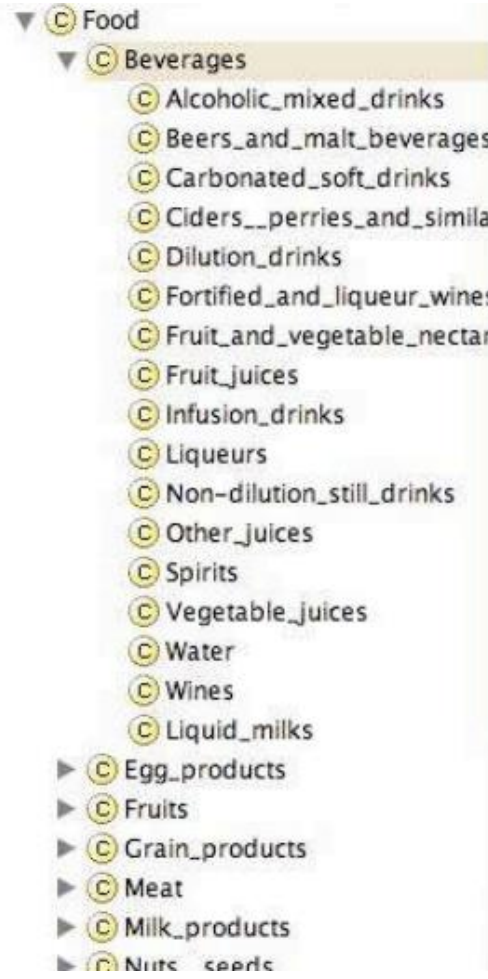 Food
Beverages
Alcoholic_mixed_drinks
Beers_and_malt_beverages
Carbonated_soft_drinks
Ciders__perries_and_simila
Dilution_drinks
Fortified_and_liqueur_wines
Fruit_and_vegetable_nectar
Fruit_juices
Infusion_drinks
Liqueurs
Non-dilution_still_drinks
Other_juices
Spirits
Vegetable_juices
Water
Wines
Liquid_milks
Egg_products
Fruits
Grain_products
Meat
Milk_products
Nuts__seeds